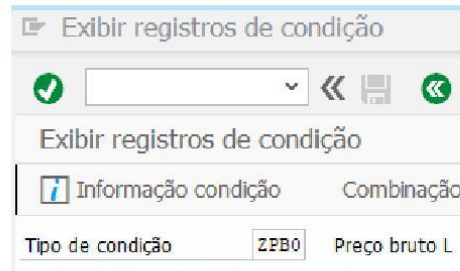 Exibir registros de condição
Exibir registros de condição
Informação condição Combinação
Tipo de condição ZPB0 Preço bruto L